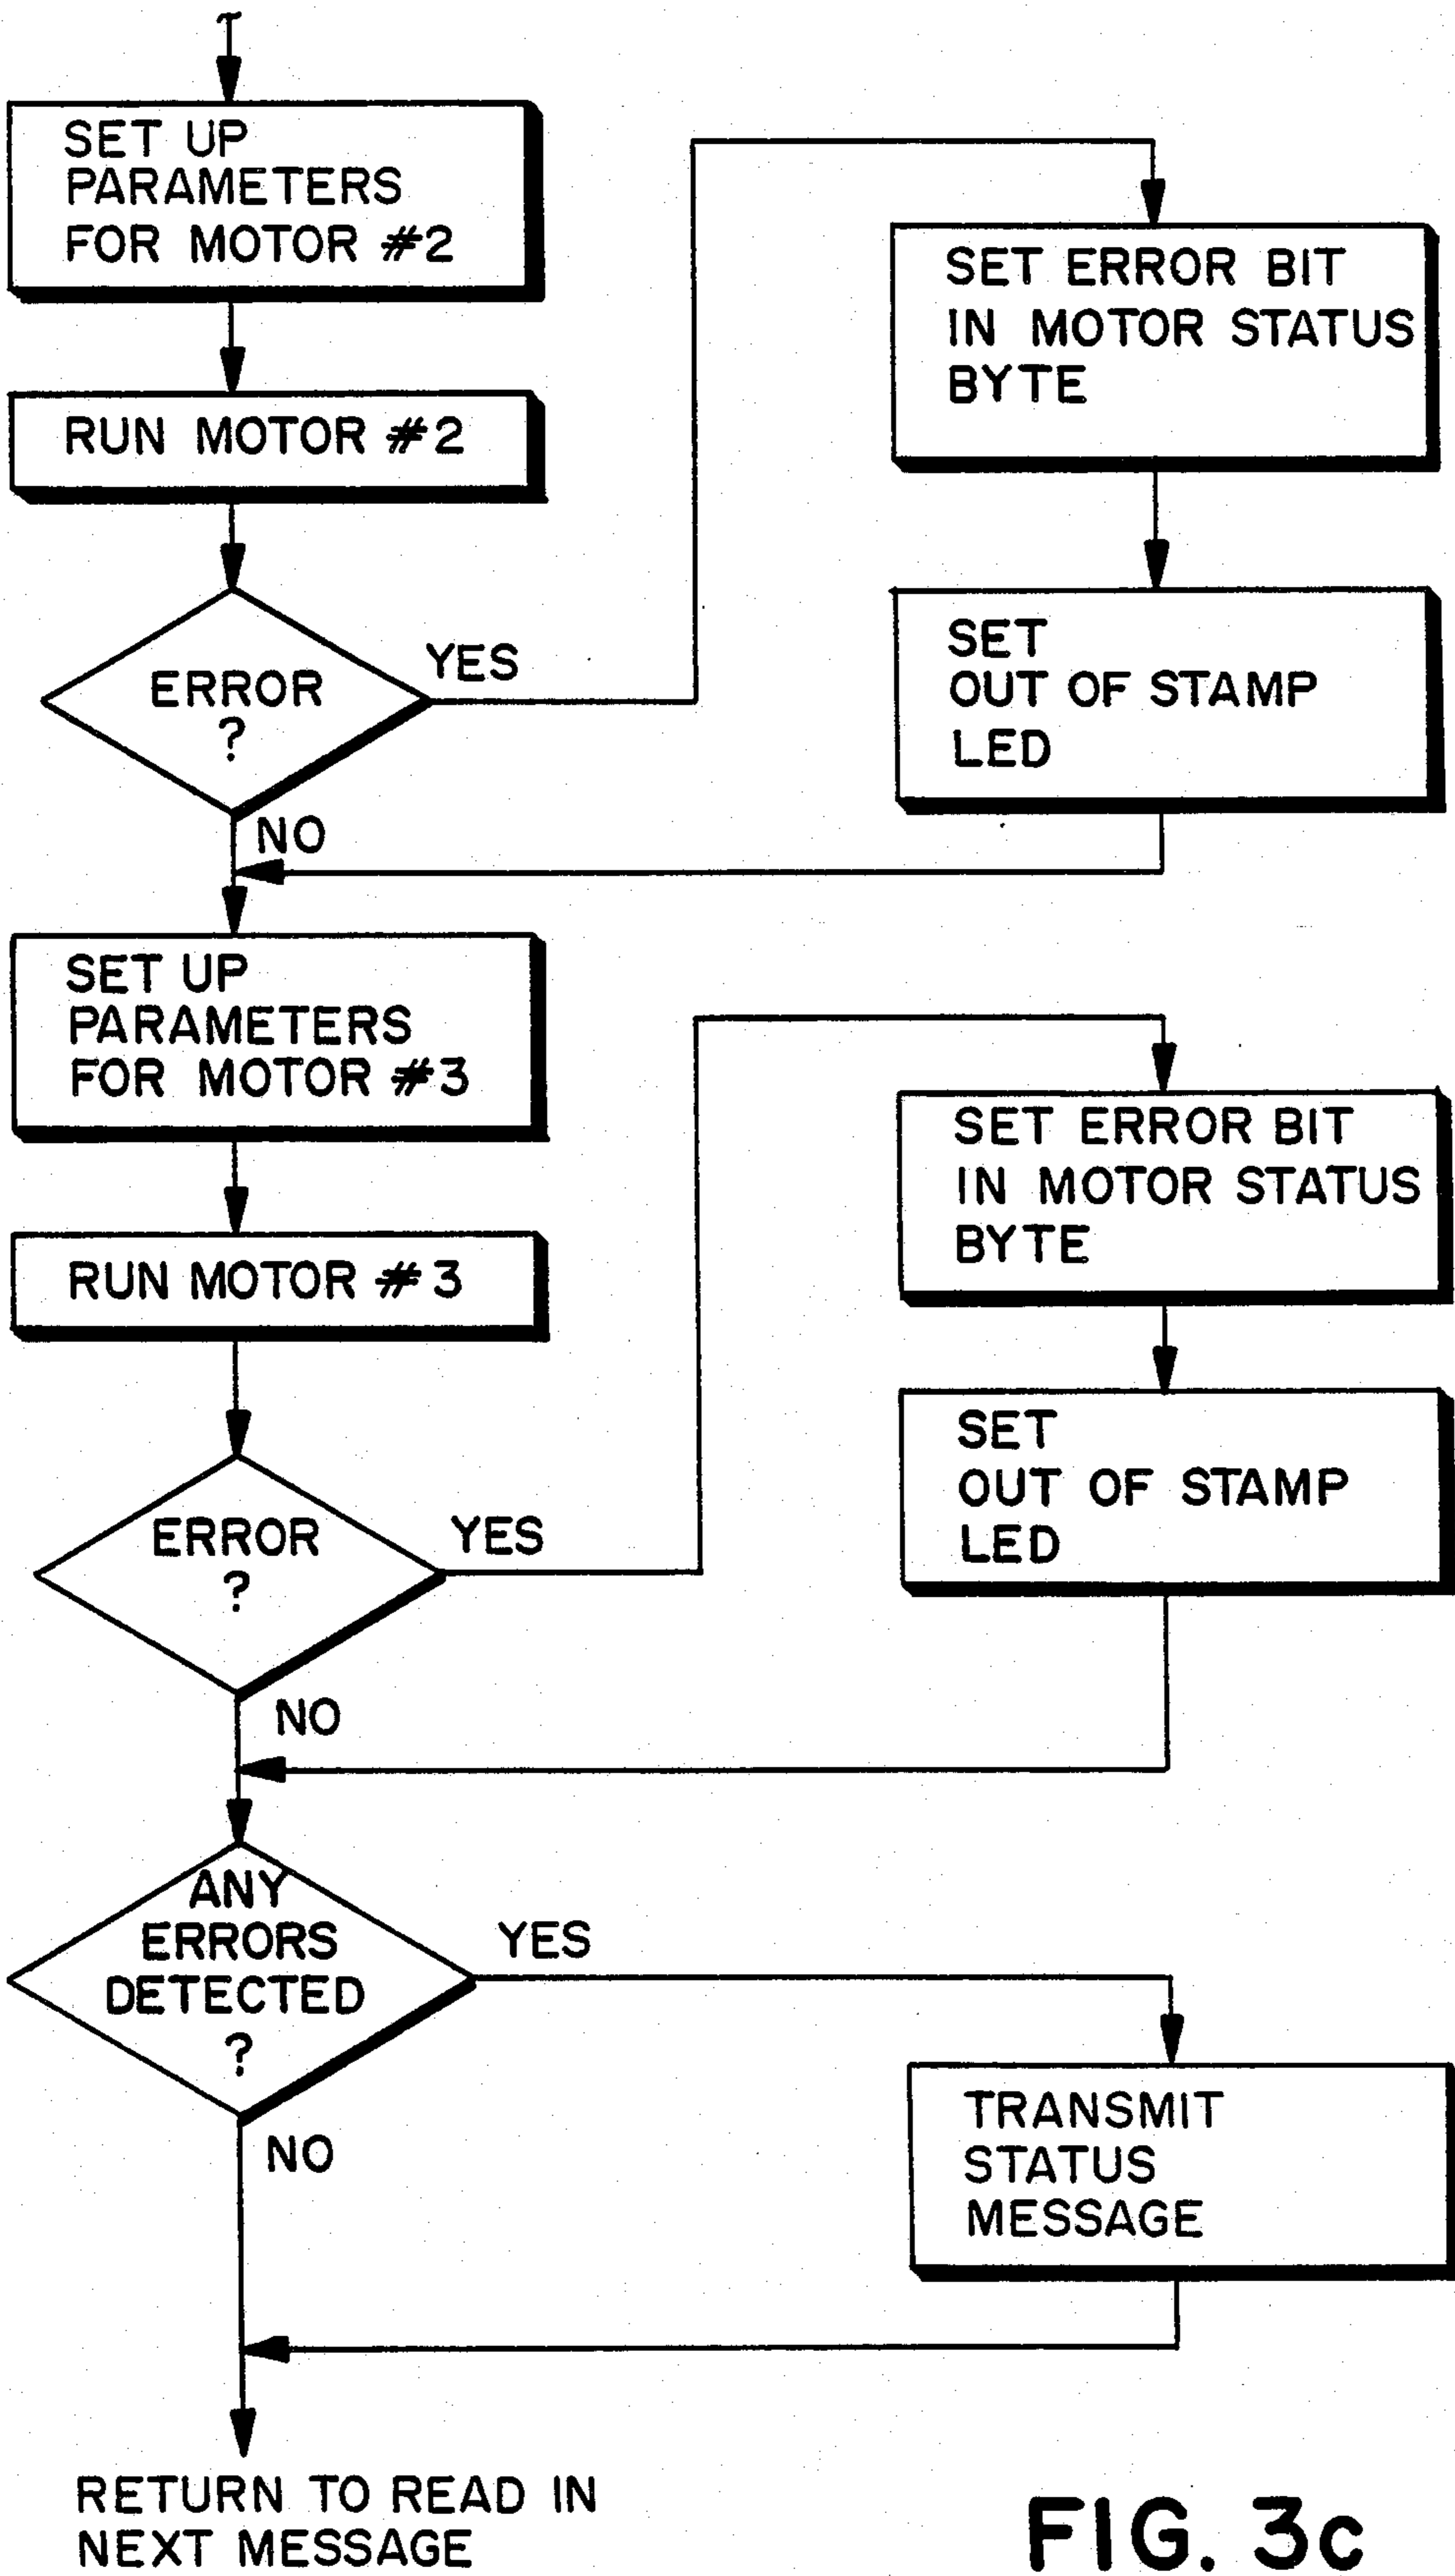 SET UP
PARAMETERS
FOR MOTOR #2
RUN MOTOR #2
ERROR
?
YES
NO
SET ERROR BIT
IN MOTOR STATUS
BYTE
SET
OUT OF STAMP
LED
SET UP
PARAMETERS
FOR MOTOR #3
RUN MOTOR #3
ERROR
?
YES
NO
SET ERROR BIT
IN MOTOR STATUS
BYTE
SET
OUT OF STAMP
LED
ANY
ERRORS
DETECTED
?
YES
NO
TRANSMIT
STATUS
MESSAGE
RETURN TO READ IN
NEXT MESSAGE
FIG. 3c